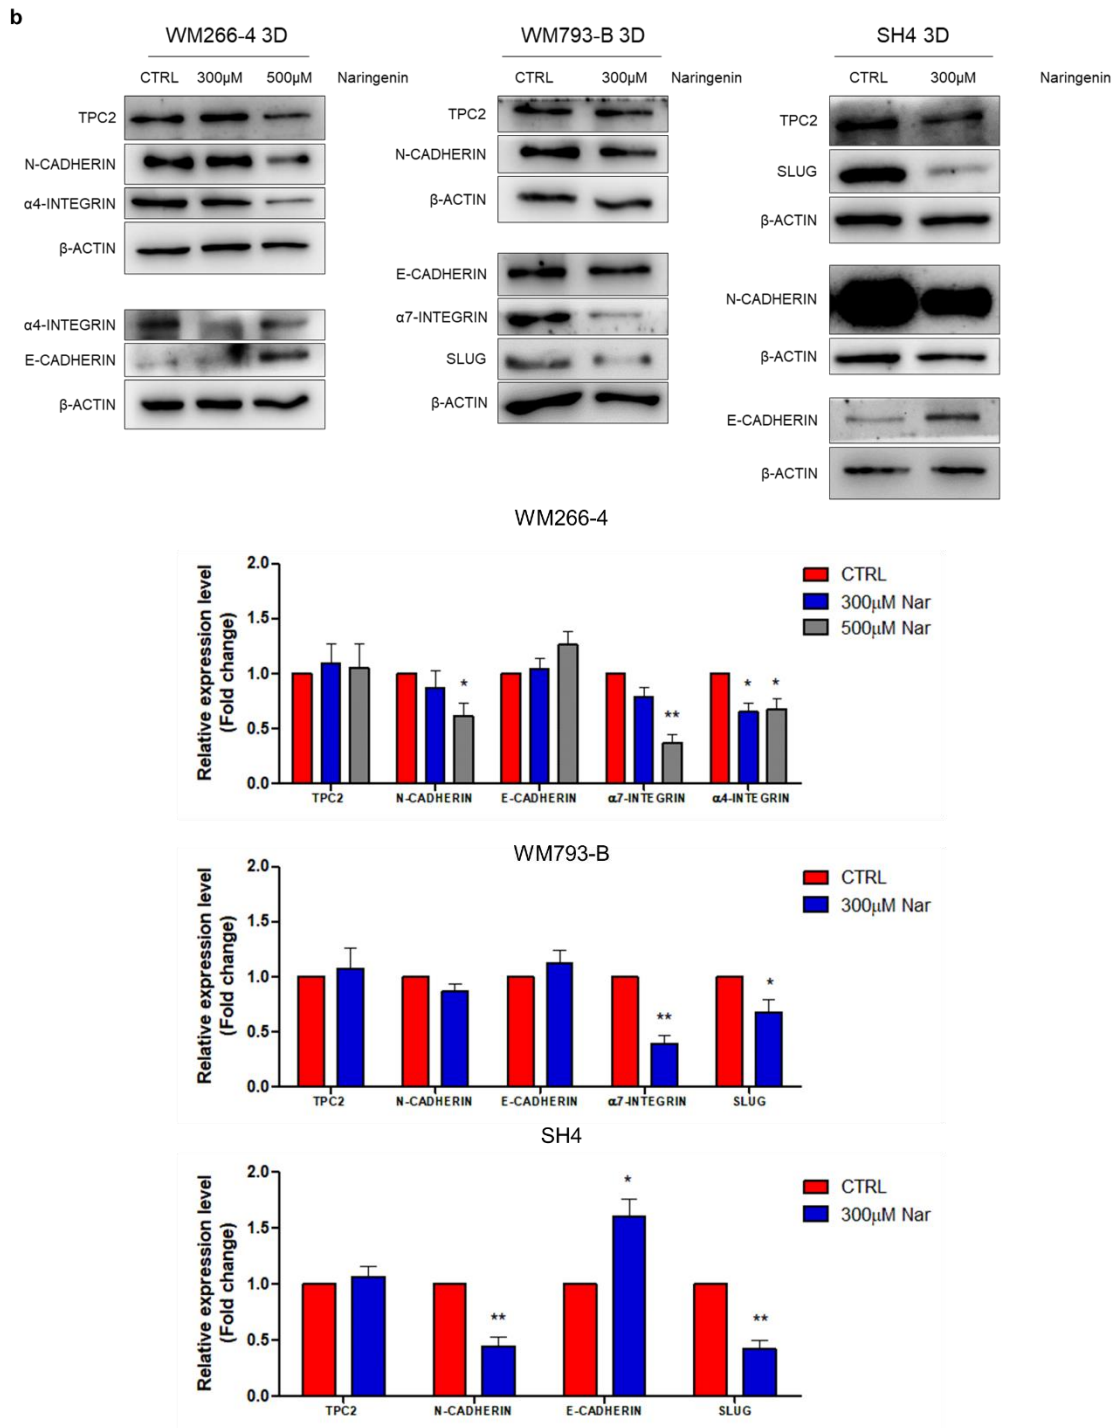 b
WM266-4 3D
CTRL 300µM 500µM Naringenin
TPC2
N-CADHERIN
α4-INTEGRIN
β-ACTIN
α4-INTEGRIN
E-CADHERIN
β-ACTIN
WM793-B 3D
CTRL 300µM Naringenin
TPC2
N-CADHERIN
β-ACTIN
E-CADHERIN
α7-INTEGRIN
SLUG
β-ACTIN
SH4 3D
CTRL 300µM Naringenin
TPC2
SLUG
β-ACTIN
N-CADHERIN
β-ACTIN
E-CADHERIN
β-ACTIN
WM266-4
Relative expression level
(Fold change)
2.0
1.5
1.0
0.5
0.0
* ** * *
TPC2 N-CADHERIN E-CADHERIN α7-INTEGRIN α4-INTEGRIN
CTRL
300µM Nar
500µM Nar
WM793-B
Relative expression level
(Fold change)
2.0
1.5
1.0
0.5
0.0
** *
TPC2 N-CADHERIN E-CADHERIN α7-INTEGRIN SLUG
CTRL
300µM Nar
SH4
Relative expression level
(Fold change)
2.0
1.5
1.0
0.5
0.0
** * **
TPC2 N-CADHERIN E-CADHERIN SLUG
CTRL
300µM Nar